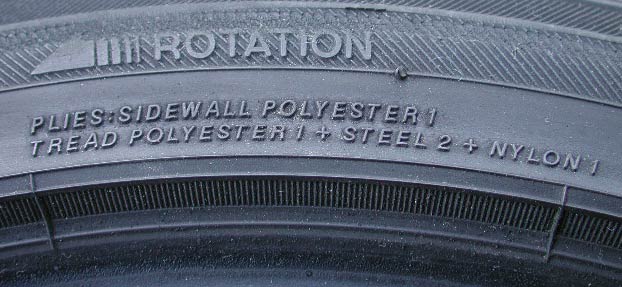 ROTATION
PLIES: SIDEWALL POLYESTER 1
TREAD POLYESTER 1 + STEEL 2 + NYLON 1